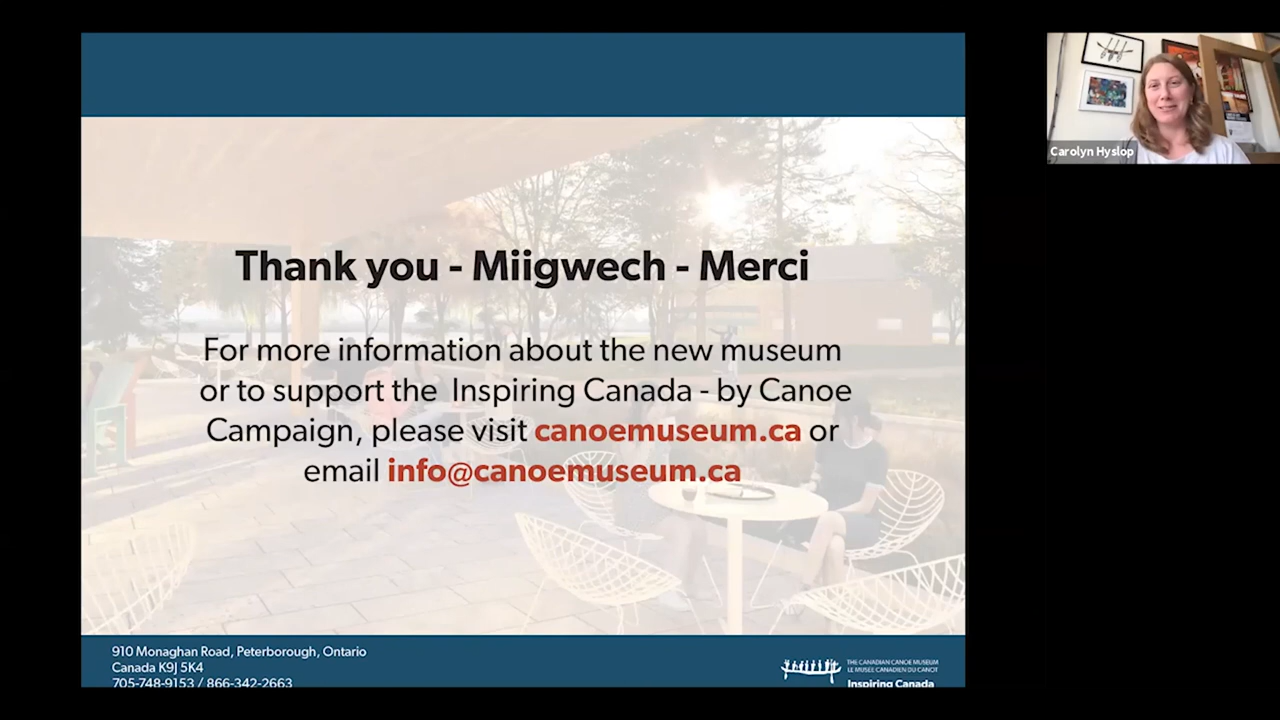 Thank you - Miigwech - Merci
For more information about the new museum
or to support the Inspiring Canada - by Canoe
Campaign, please visit canoemuseum.ca or
email info@canoemuseum.ca
910 Monaghan Road, Peterborough, Ontario
Canada K9J 5K4
705-748-9153 / 866-342-2663
THE CANADIAN CANOE MUSEUM
LE MUSÉE CANADIEN DU CANOT
Inspiring Canada
Carolyn Hyslop